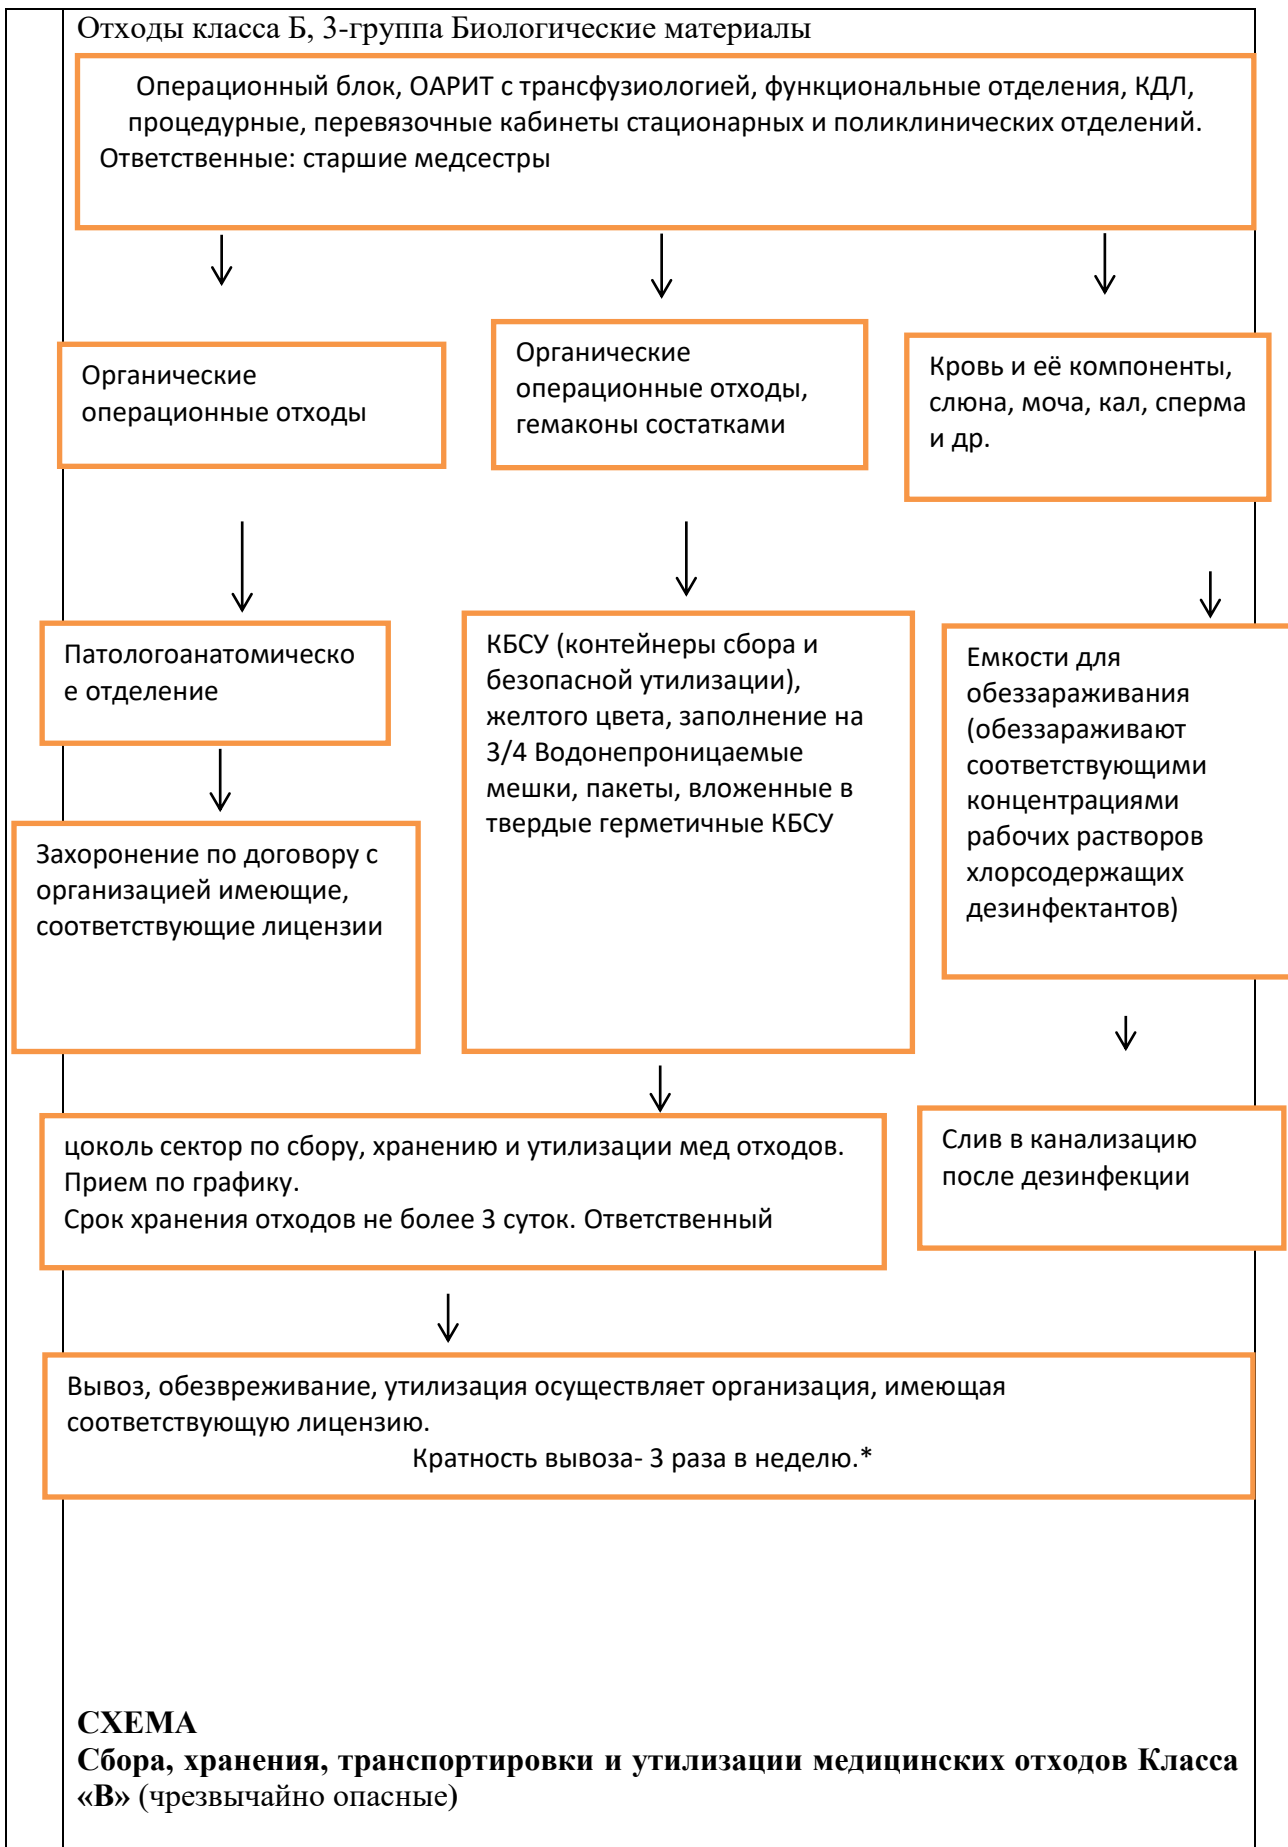 Отходы класса Б, 3-группа Биологические материалы
Операционный блок, ОАРИТ с трансфузиологией, функциональные отделения, КДЛ,
процедурные, перевязочные кабинеты стационарных и поликлинических отделений.
Ответственные: старшие медсестры
Органические
операционные отходы
Органические
операционные отходы,
гемаконы состатками
Кровь и её компоненты,
слюна, моча, кал, сперма
и др.
Патологоанатомическо
е отделение
КБСУ (контейнеры сбора и
безопасной утилизации),
желтого цвета, заполнение на
3/4 Водонепроницаемые
мешки, пакеты, вложенные в
твердые герметичные КБСУ
Емкости для
обеззараживания
(обеззараживают
соответствующими
концентрациями
рабочих растворов
хлорсодержащих
дезинфектантов)
Захоронение по договору с
организацией имеющие,
соответствующие лицензии
цоколь сектор по сбору, хранению и утилизации мед отходов.
Прием по графику.
Срок хранения отходов не более 3 суток. Ответственный
Слив в канализацию
после дезинфекции
Вывоз, обезвреживание, утилизация осуществляет организация, имеющая
соответствующую лицензию.
Кратность вывоза- 3 раза в неделю.*
СХЕМА
Сбора, хранения, транспортировки и утилизации медицинских отходов Класса
«В» (чрезвычайно опасные)